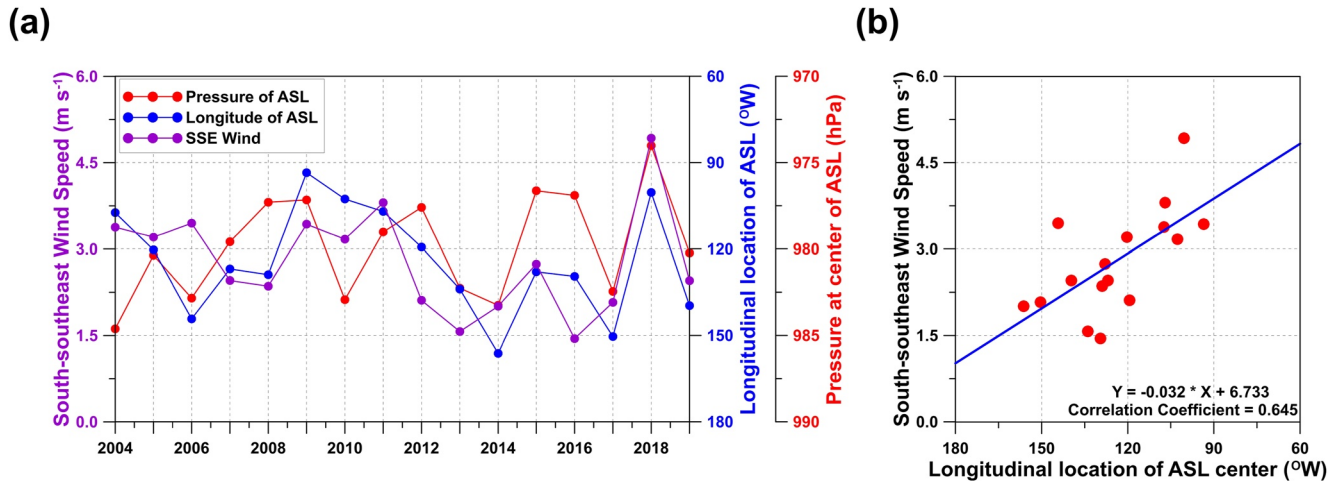 (a)
South-southeast Wind Speed (m s⁻¹)
6.0
4.5
3.0
1.5
0.0
Pressure of ASL
Longitude of ASL
SSE Wind
2004
2006
2008
2010
2012
2014
2016
2018
60
90
120
150
180
Longitudinal location of ASL (ᴼW)
970
975
980
985
990
Pressure at center of ASL (hPa)
(b)
South-southeast Wind Speed (m s⁻¹)
6.0
4.5
3.0
1.5
0.0
Y = -0.032 * X + 6.733
Correlation Coefficient = 0.645
180
150
120
90
60
Longitudinal location of ASL center (ᴼW)